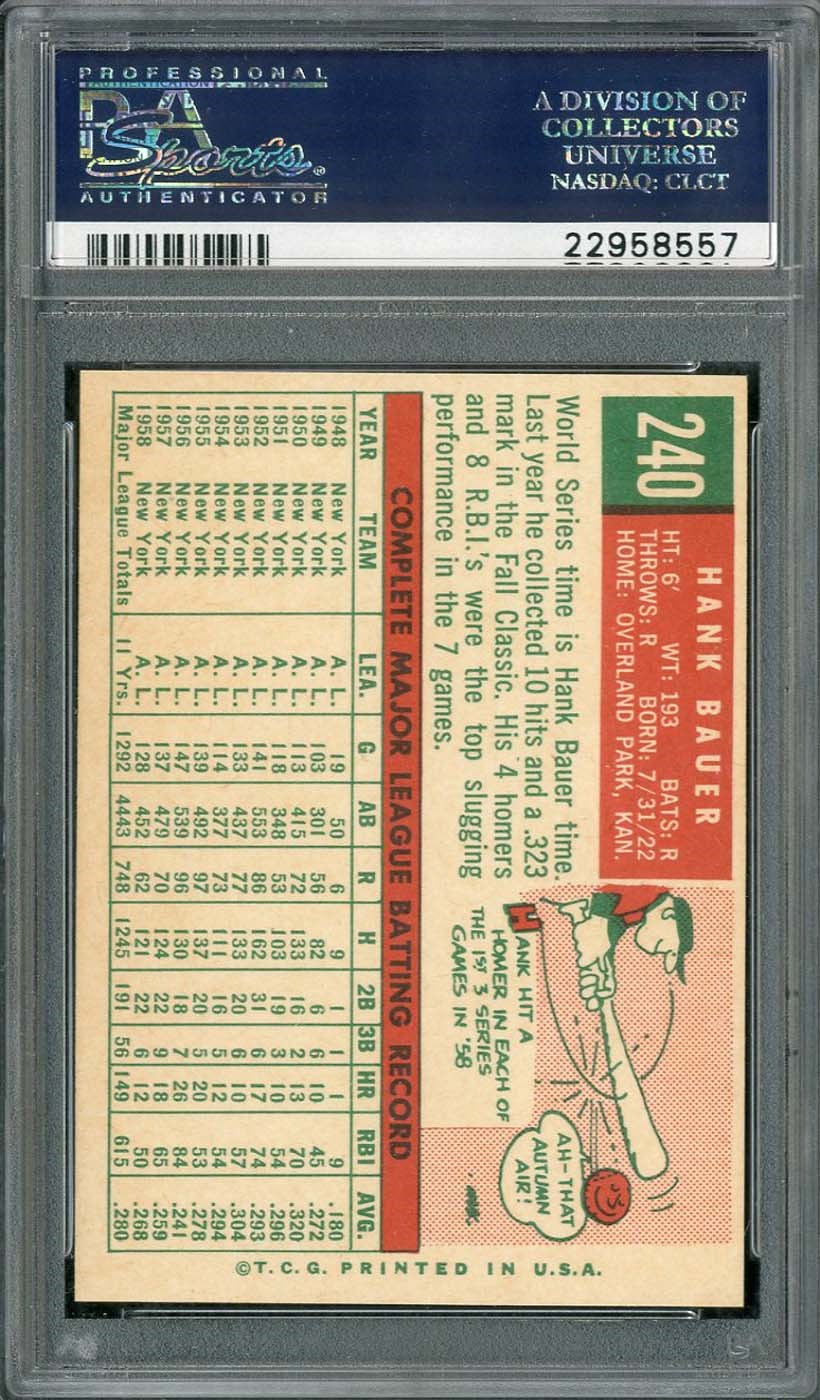 PROFESSIONAL
PSA
Sports®
AUTHENTICATOR
A DIVISION OF
COLLECTORS
UNIVERSE
NASDAQ: CLCT
22958557
240
HANK BAUER
HT: 6' WT: 193 BATS: R
THROWS: R BORN: 7/31/22
HOME: OVERLAND PARK, KAN.
World Series time is Hank Bauer time.
Last year he collected 10 hits and a .323
mark in the Fall Classic. His 4 homers
and 8 R.B.I.'s were the top slugging
performance in the 7 games.
HANK HIT A
HOMER IN EACH OF
THE 1ST 3 SERIES
GAMES IN '58
AH-THAT
AUTUMN
AIR!
COMPLETE MAJOR LEAGUE BATTING RECORD
YEAR TEAM LEA. G AB R H 2B 3B HR RBI AVG.
1948 New York A. L. 19 50 6 9 1 1 1 9 .180
1949 New York A. L. 103 301 56 82 6 6 10 45 .272
1950 New York A. L. 113 415 72 133 16 2 13 70 .320
1951 New York A. L. 118 348 53 103 19 3 10 54 .296
1952 New York A. L. 141 553 86 162 31 6 17 74 .293
1953 New York A. L. 133 437 77 133 20 6 10 57 .304
1954 New York A. L. 114 377 73 111 16 5 12 54 .294
1955 New York A. L. 139 492 97 137 20 5 20 53 .278
1956 New York A. L. 147 539 96 130 18 7 26 84 .241
1957 New York A. L. 137 479 70 124 22 9 18 65 .259
1958 New York A. L. 128 452 62 121 22 6 12 50 .268
Major League Totals 11 Yrs. 1292 4443 748 1245 191 56 149 615 .280
©T.C.G. PRINTED IN U.S.A.